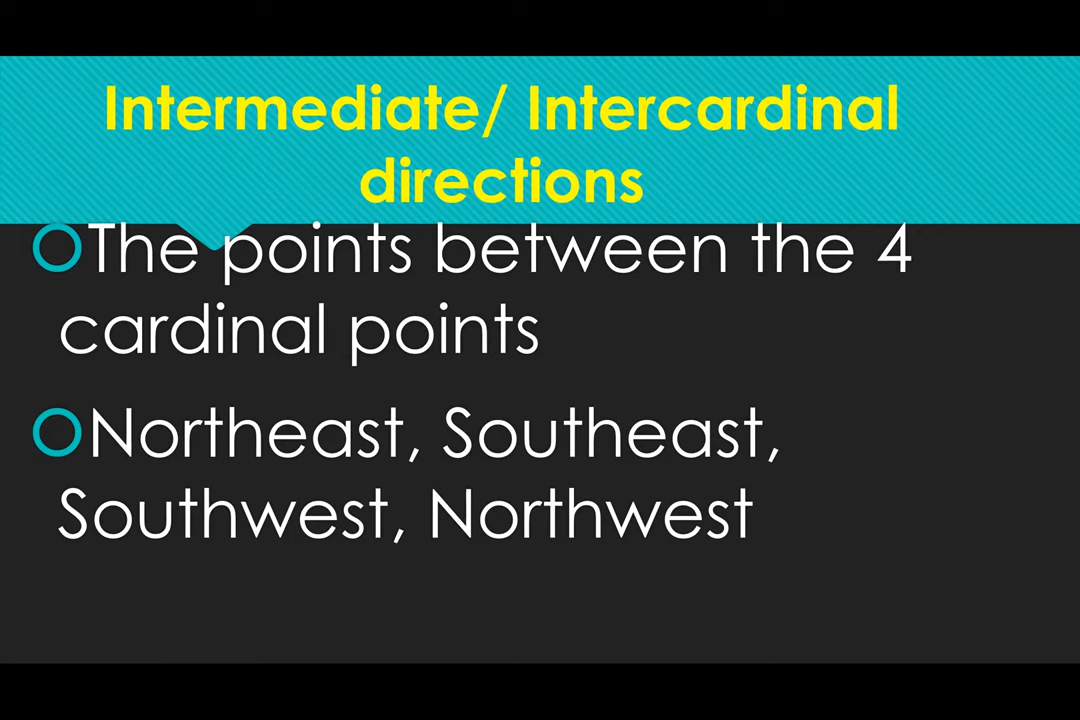 Intermediate/ Intercardinal
directions
The points between the 4
cardinal points
Northeast, Southeast,
Southwest, Northwest